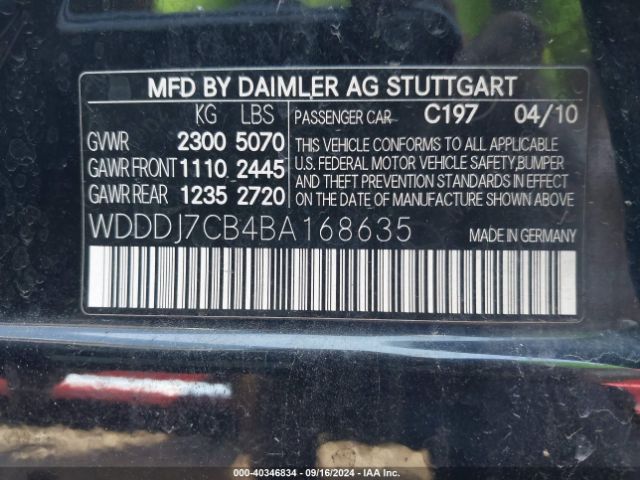 MFD BY DAIMLER AG STUTTGART
KG LBS PASSENGER CAR C197 04/10
GVWR 2300 5070 THIS VEHICLE CONFORMS TO ALL APPLICABLE
GAWR FRONT 1110 2445 U.S. FEDERAL MOTOR VEHICLE SAFETY,BUMPER
AND THEFT PREVENTION STANDARDS IN EFFECT
GAWR REAR 1235 2720 ON THE DATE OF MANUFACTURE SHOWN ABOVE
WDDDJ7CB4BA168635 MADE IN GERMANY
000-40346834 - 09/16/2024 - IAA Inc.